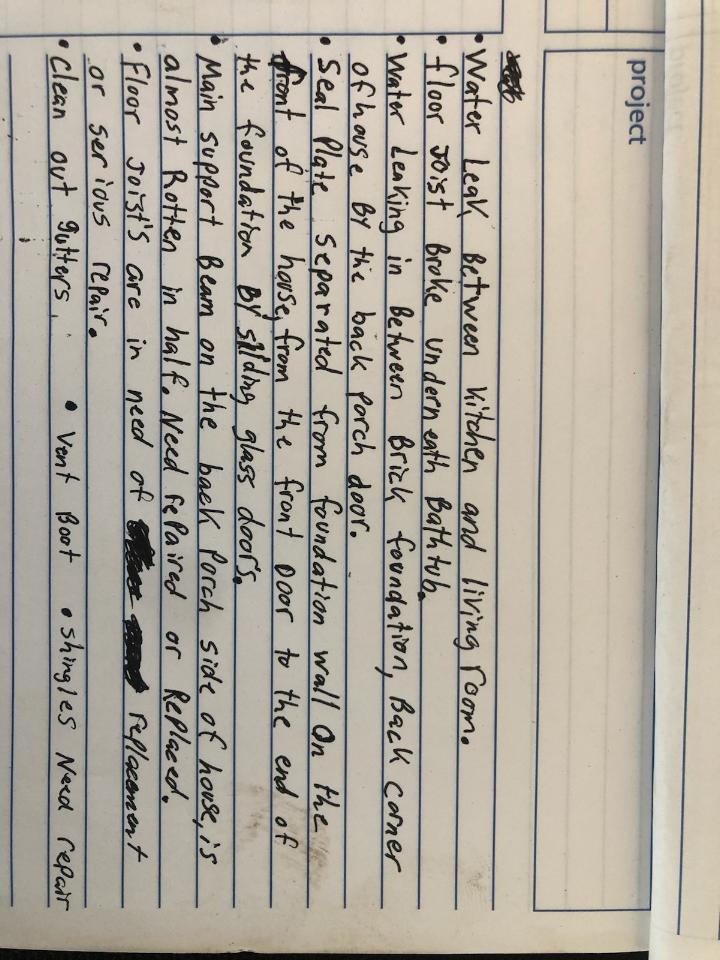 project
• Water Leak Between kitchen and living room.
• floor Joist Broke underneath Bathtub.
• Water Leaking in Between Brick foundation, Back corner
of house By the back Porch door.
• Seal Plate separated from foundation wall On the
front of the house, from the front Door to the end of
the foundation BY sliding glass door's.
• Main support Beam on the back Porch side of house, is
almost Rotten in half. Need rePaired or RePlaced.
• Floor Joist's are in need of replacement
or serious repair.
• Clean out gutters. • Vent Boot • shingles Need repair